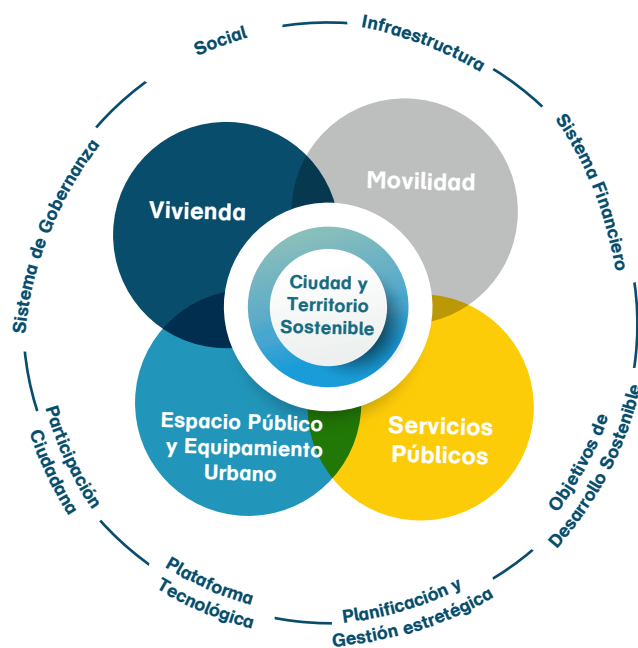 Social
Infraestructura
Sistema Financiero
Objetivos de
Desarrollo Sostenible
Planificación y
Gestión estretégica
Plataforma
Tecnológica
Participación
Ciudadana
Sistema de Gobernanza
Vivienda
Movilidad
Ciudad y
Territorio
Sostenible
Espacio Público
y Equipamiento
Urbano
Servicios
Públicos